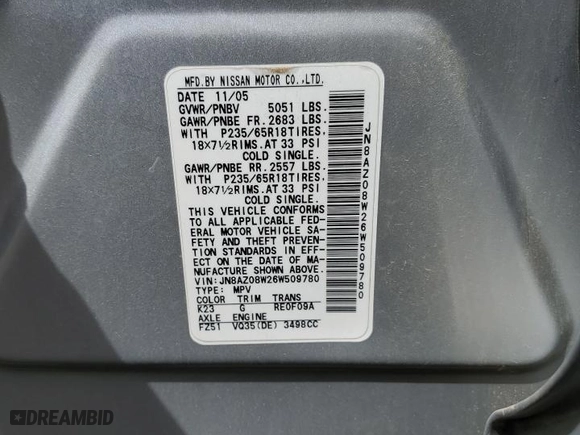 MFD.BY NISSAN MOTOR CO.,LTD.
DATE 11/05
GVWR/PNBV 5051 LBS.
GAWR/PNBE FR. 2683 LBS.
WITH P235/65R18TIRES,
18×7½RIMS.AT 33 PSI
COLD SINGLE.
GAWR/PNBE RR. 2557 LBS.
WITH P235/65R18TIRES,
18×7½RIMS.AT 33 PSI
COLD SINGLE.
THIS VEHICLE CONFORMS
TO ALL APPLICABLE FED-
ERAL MOTOR VEHICLE SA-
FETY AND THEFT PREVEN-
TION STANDARDS IN EFF-
ECT ON THE DATE OF MA-
NUFACTURE SHOWN ABOVE.
VIN: JN8AZ08W26W509780
TYPE: MPV
COLOR TRIM TRANS
K23 G RE0F09A
AXLE ENGINE
FZ51 VQ35(DE) 3498CC
JN8AZ08W26W509780
DREAMBID